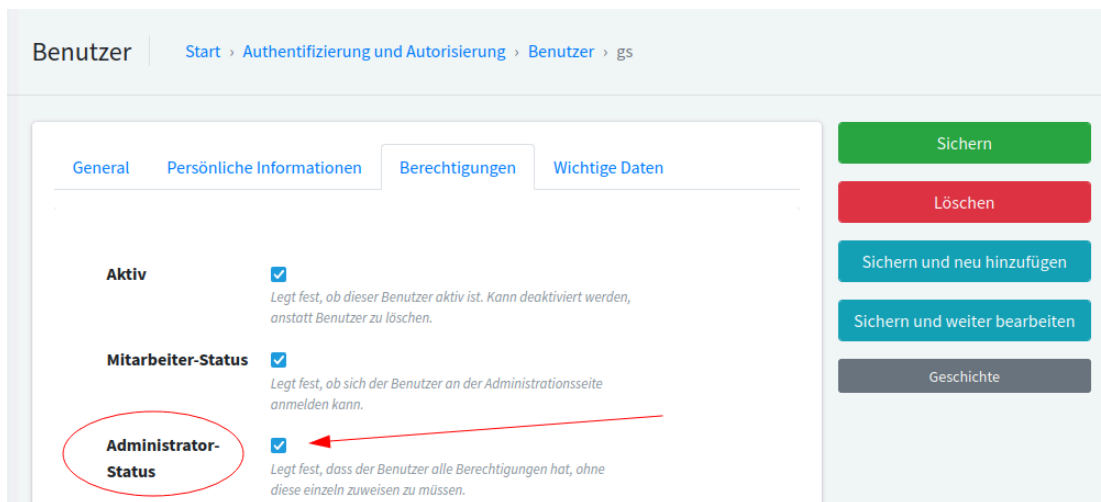 Benutzer
Start › Authentifizierung und Autorisierung › Benutzer › gs
General Persönliche Informationen Berechtigungen Wichtige Daten
Aktiv
Legt fest, ob dieser Benutzer aktiv ist. Kann deaktiviert werden,
anstatt Benutzer zu löschen.
Mitarbeiter-Status
Legt fest, ob sich der Benutzer an der Administrationsseite
anmelden kann.
Administrator-
Status
Legt fest, dass der Benutzer alle Berechtigungen hat, ohne
diese einzeln zuweisen zu müssen.
Sichern
Löschen
Sichern und neu hinzufügen
Sichern und weiter bearbeiten
Geschichte